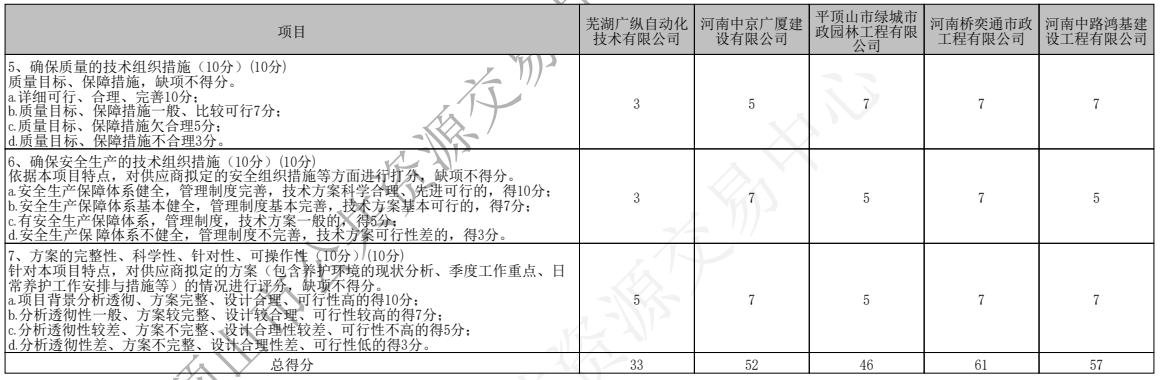 项目
芜湖广纵自动化
技术有限公司
河南中京广厦建
设有限公司
平顶山市绿城市
政园林工程有限
公司
河南桥奕通市政
工程有限公司
河南中路鸿基建
设工程有限公司
5、确保质量的技术组织措施（10分）(10分)
质量目标、保障措施，缺项不得分。
a.详细可行、合理、完善10分；
b.质量目标、保障措施一般、比较可行7分；
c.质量目标、保障措施欠合理5分；
d.质量目标、保障措施不合理3分。
3
5
7
7
7
6、确保安全生产的技术组织措施（10分）(10分)
依据本项目特点，对供应商拟定的安全组织措施等方面进行打分，缺项不得分。
a.安全生产保障体系健全，管理制度完善，技术方案科学合理、先进可行的，得10分；
b.安全生产保障体系基本健全，管理制度基本完善，技术方案基本可行的，得7分；
c.有安全生产保障体系，管理制度，技术方案一般的，得5分；
d.安全生产保障体系不健全，管理制度不完善，技术方案可行性差的，得3分。
3
7
5
7
5
7、方案的完整性、科学性、针对性、可操作性（10分）(10分)
针对本项目特点，对供应商拟定的方案（包含养护环境的现状分析、季度工作重点、日
常养护工作安排与措施等）的情况进行评分，缺项不得分。
a.项目背景分析透彻、方案完整、设计合理、可行性高的得10分；
b.分析透彻性一般、方案较完整、设计较合理、可行性较高的得7分；
c.分析透彻性较差、方案不完整、设计合理性较差、可行性不高的得5分；
d.分析透彻性差、方案不完整、设计合理性差、可行性低的得3分。
5
7
5
7
7
总得分
33
52
46
61
57
顶山市公共资源交易
资源交易中心